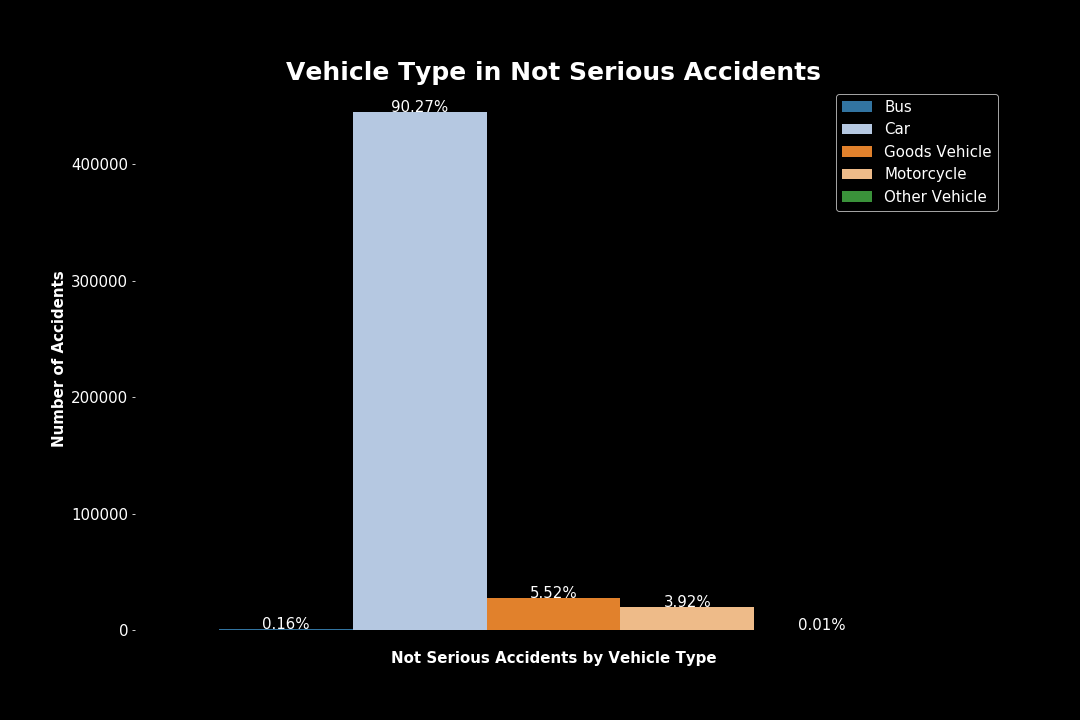 Vehicle Type in Not Serious Accidents
90.27%
Bus
Car
Goods Vehicle
Motorcycle
Other Vehicle
400000
300000
200000
100000
0
Number of Accidents
0.16%
5.52%
3.92%
0.01%
Not Serious Accidents by Vehicle Type